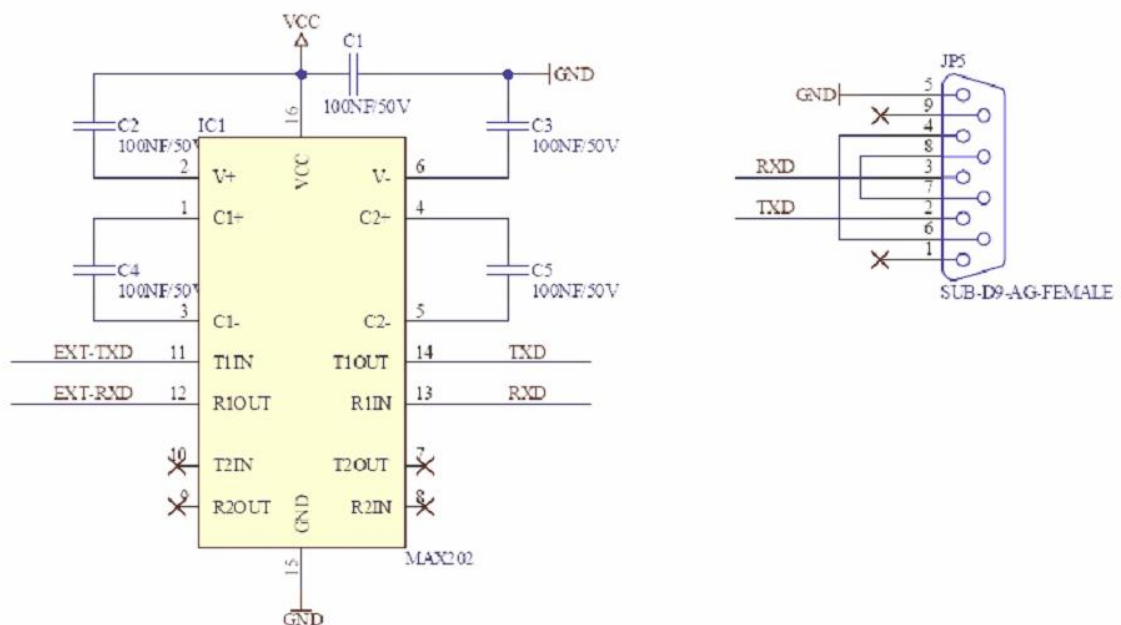 VCC
C1
GND
100NF/50V
16
C2
100NF/50V
IC1
C3
100NF/50V
2
V+
VCC
V-
6
1
C1+
C2+
4
C4
100NF/50V
C5
100NF/50V
3
C1-
C2-
5
EXT-TXD
11
T1IN
T1OUT
14
TXD
EXT-RXD
12
R1OUT
R1IN
13
RXD
10
T2IN
T2OUT
7
9
R2OUT
R2IN
8
GND
MAX202
15
GND
JP5
GND
5
9
4
8
RXD
3
7
TXD
2
6
1
SUB-D9-AG-FEMALE